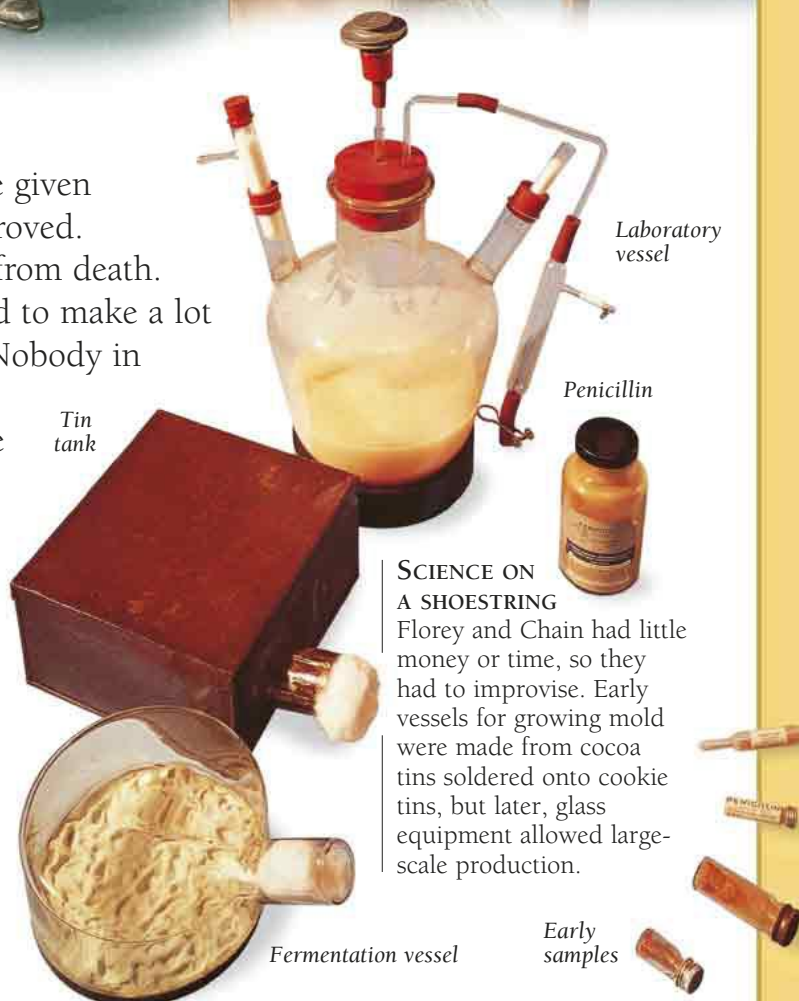 given
roved.
from death.
d to make a lot
Nobody in
Tin
tank
Laboratory
vessel
Penicillin
SCIENCE ON
A SHOESTRING
Florey and Chain had little
money or time, so they
had to improvise. Early
vessels for growing mold
were made from cocoa
tins soldered onto cookie
tins, but later, glass
equipment allowed large-
scale production.
PENICILLIN
Fermentation vessel
Early
samples